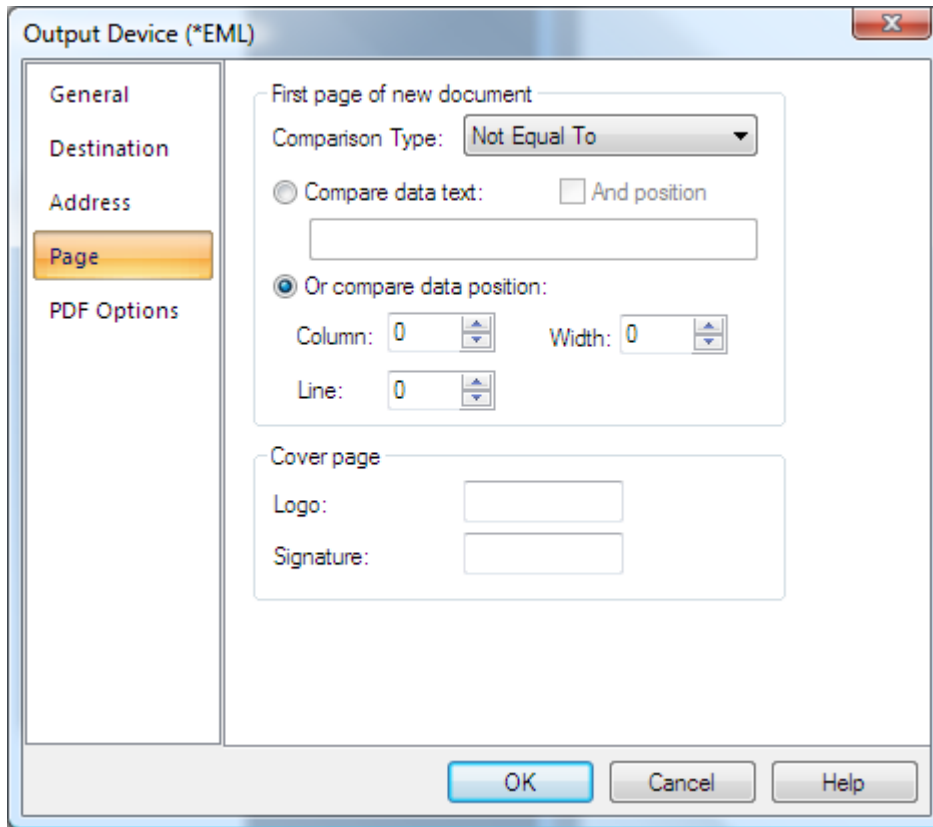 Output Device (*EML)
General
Destination
Address
Page
PDF Options
First page of new document
Comparison Type: Not Equal To
Compare data text: And position
Or compare data position:
Column: 0 Width: 0
Line: 0
Cover page
Logo:
Signature:
OK Cancel Help